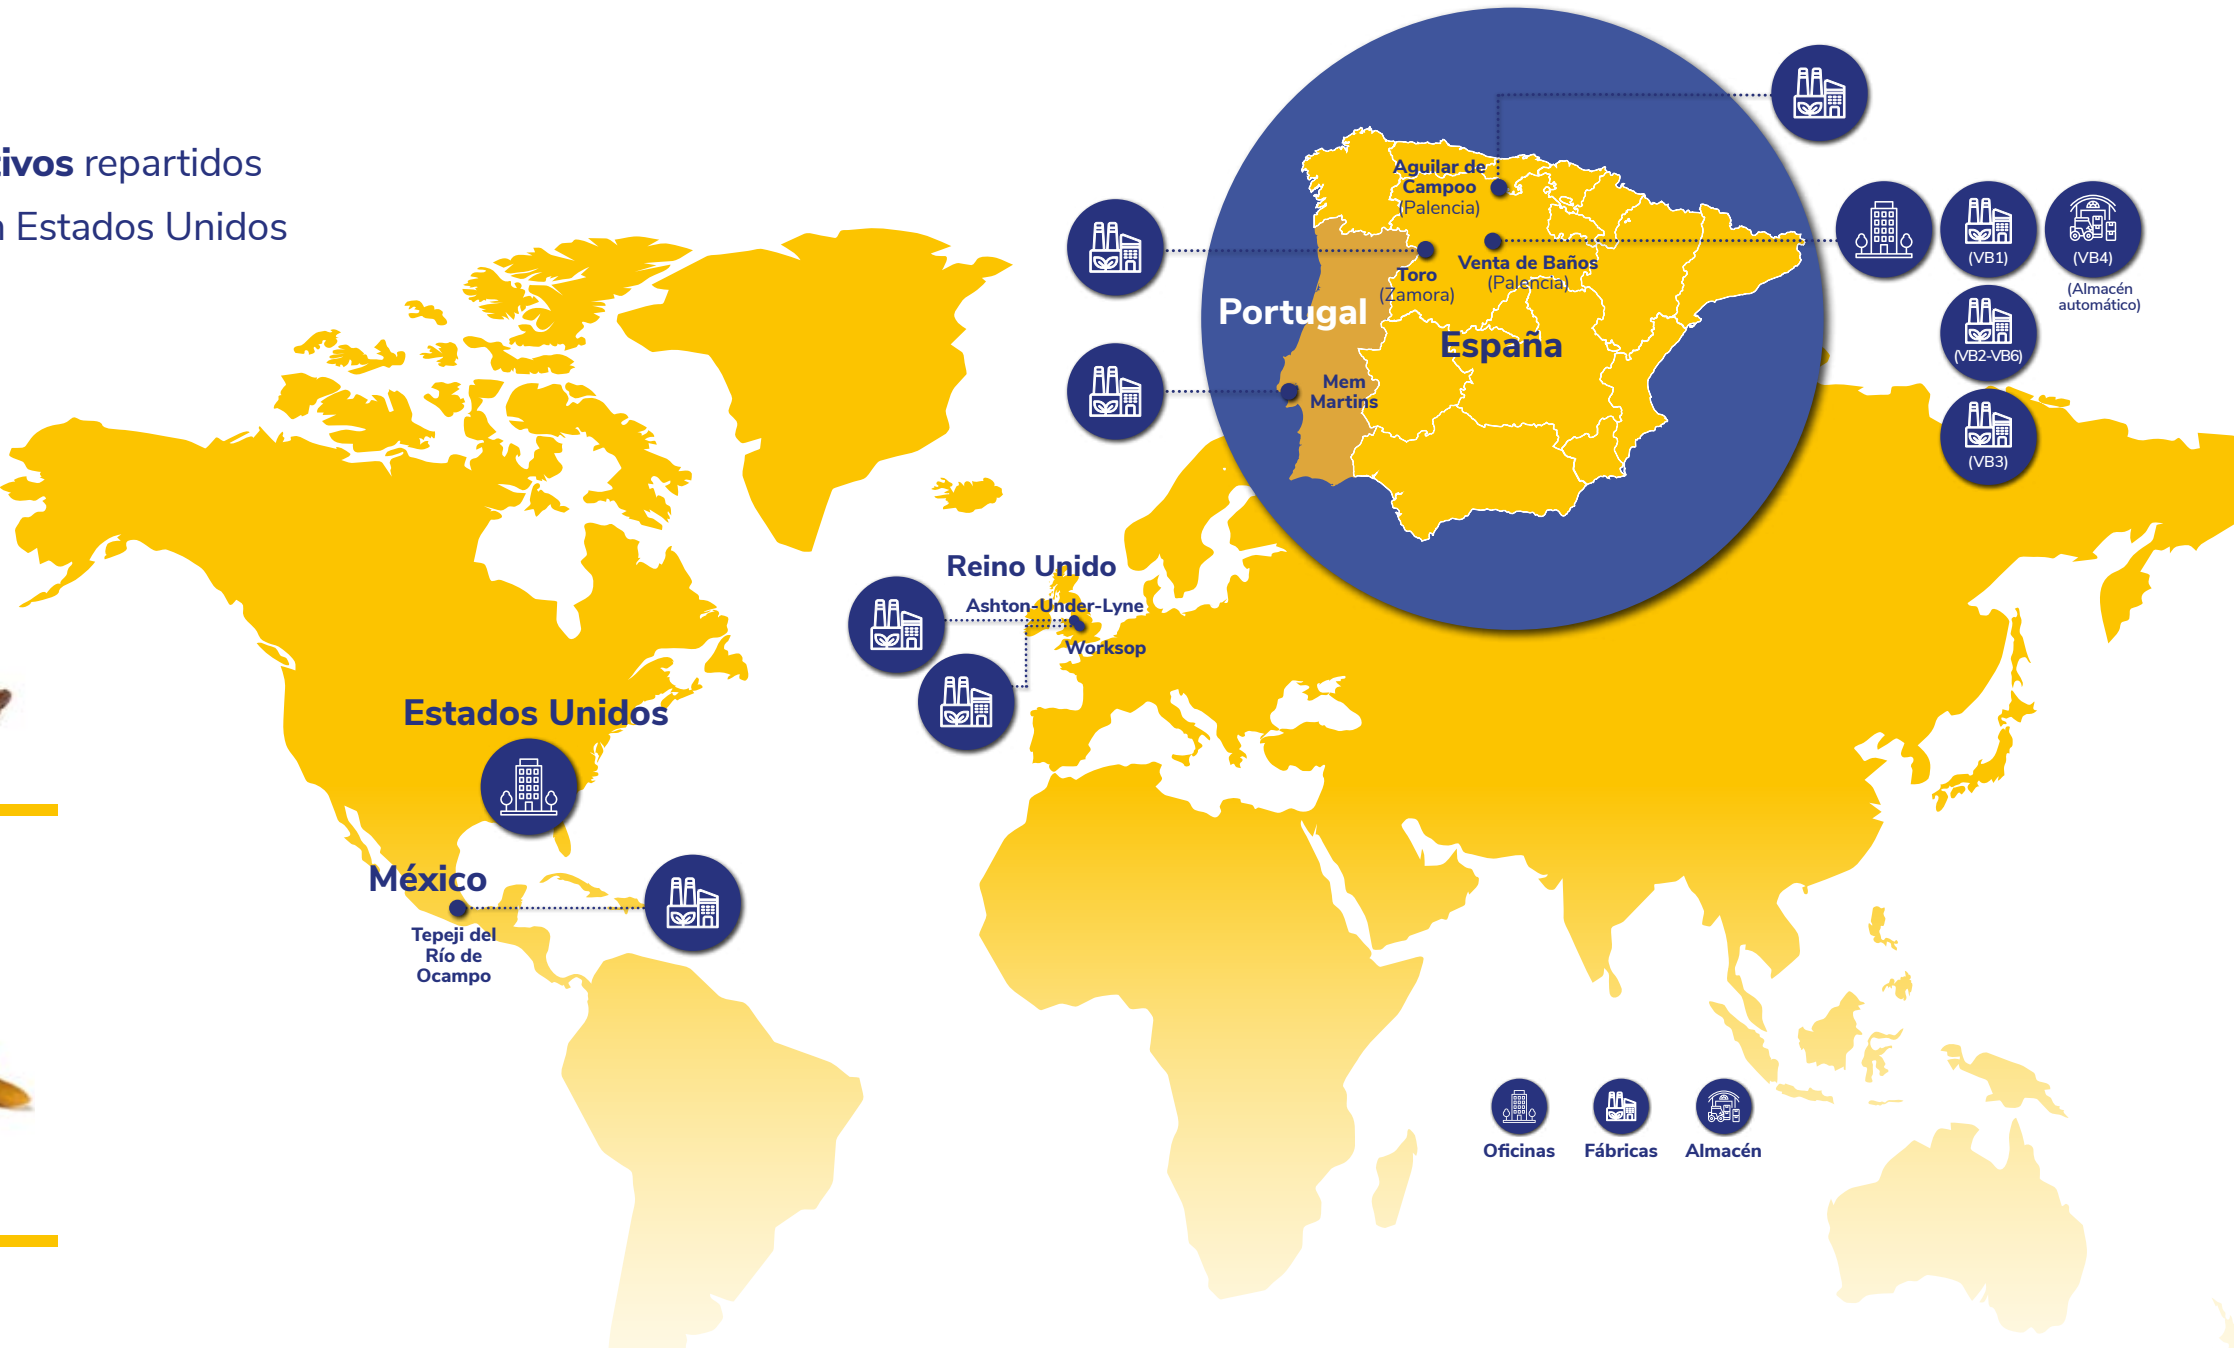 tivos repartidos
n Estados Unidos
Aguilar de
Campoo
(Palencia)
Toro
(Zamora)
Venta de Baños
(Palencia)
Portugal
España
Mem
Martins
(VB1)
(VB4)
(Almacén
automático)
(VB2-VB6)
(VB3)
Reino Unido
Ashton-Under-Lyne
Worksop
Estados Unidos
México
Tepeji del
Río de
Ocampo
Oficinas
Fábricas
Almacén